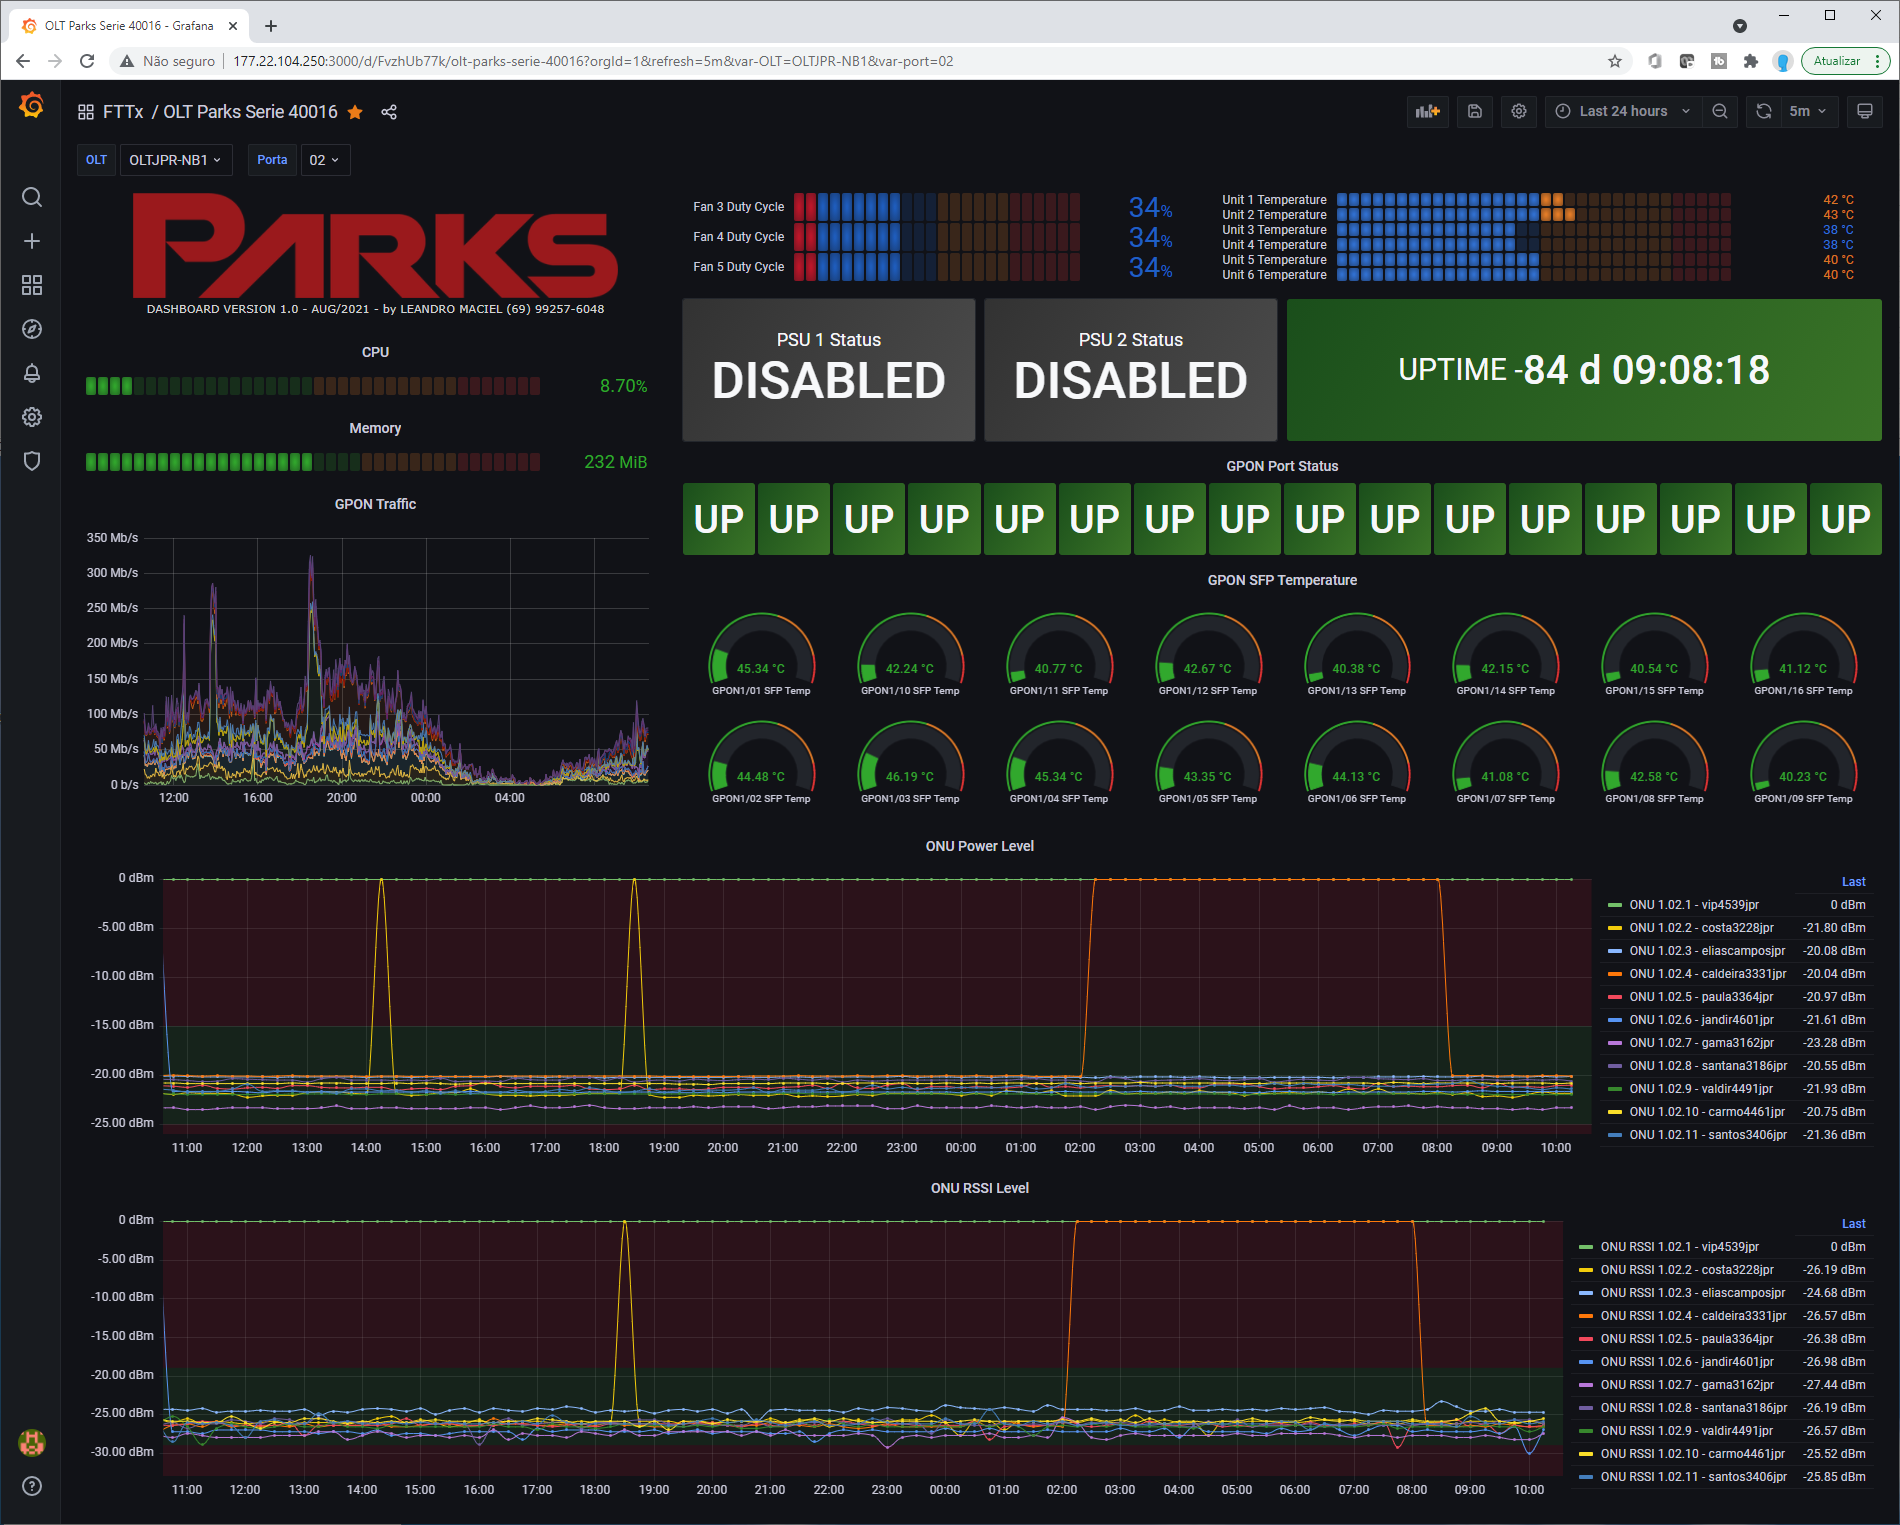 OLT Parks Serie 40016 - Grafana
Não seguro
177.22.104.250:3000/d/FvzhUb77k/olt-parks-serie-40016?orgId=1&refresh=5m&var-OLT=OLTJPR-NB1&var-port=02
Atualizar
FTTx / OLT Parks Serie 40016
Last 24 hours
5m
OLT OLTJPR-NB1 Porta 02
PARKS
DASHBOARD VERSION 1.0 - AUG/2021 - by LEANDRO MACIEL (69) 99257-6048
CPU
8.70%
Memory
232 MiB
Fan 3 Duty Cycle 34%
Fan 4 Duty Cycle 34%
Fan 5 Duty Cycle 34%
Unit 1 Temperature 42 °C
Unit 2 Temperature 43 °C
Unit 3 Temperature 38 °C
Unit 4 Temperature 38 °C
Unit 5 Temperature 40 °C
Unit 6 Temperature 40 °C
PSU 1 Status
DISABLED
PSU 2 Status
DISABLED
UPTIME -84 d 09:08:18
GPON Port Status
UP UP UP UP UP UP UP UP UP UP UP UP UP UP UP UP
GPON Traffic
350 Mb/s
300 Mb/s
250 Mb/s
200 Mb/s
150 Mb/s
100 Mb/s
50 Mb/s
0 b/s
12:00 16:00 20:00 00:00 04:00 08:00
GPON SFP Temperature
45.34 °C 42.24 °C 40.77 °C 42.67 °C 40.38 °C 42.15 °C 40.54 °C 41.12 °C
GPON1/01 SFP Temp GPON1/10 SFP Temp GPON1/11 SFP Temp GPON1/12 SFP Temp GPON1/13 SFP Temp GPON1/14 SFP Temp GPON1/15 SFP Temp GPON1/16 SFP Temp
44.48 °C 46.19 °C 45.34 °C 43.35 °C 44.13 °C 41.08 °C 42.58 °C 40.23 °C
GPON1/02 SFP Temp GPON1/03 SFP Temp GPON1/04 SFP Temp GPON1/05 SFP Temp GPON1/06 SFP Temp GPON1/07 SFP Temp GPON1/08 SFP Temp GPON1/09 SFP Temp
ONU Power Level
0 dBm
-5.00 dBm
-10.00 dBm
-15.00 dBm
-20.00 dBm
-25.00 dBm
11:00 12:00 13:00 14:00 15:00 16:00 17:00 18:00 19:00 20:00 21:00 22:00 23:00 00:00 01:00 02:00 03:00 04:00 05:00 06:00 07:00 08:00 09:00 10:00
Last
ONU 1.02.1 - vip4539jpr 0 dBm
ONU 1.02.2 - costa3228jpr -21.80 dBm
ONU 1.02.3 - eliascamposjpr -20.08 dBm
ONU 1.02.4 - caldeira3331jpr -20.04 dBm
ONU 1.02.5 - paula3364jpr -20.97 dBm
ONU 1.02.6 - jandir4601jpr -21.61 dBm
ONU 1.02.7 - gama3162jpr -23.28 dBm
ONU 1.02.8 - santana3186jpr -20.55 dBm
ONU 1.02.9 - valdir4491jpr -21.93 dBm
ONU 1.02.10 - carmo4461jpr -20.75 dBm
ONU 1.02.11 - santos3406jpr -21.36 dBm
ONU RSSI Level
0 dBm
-5.00 dBm
-10.00 dBm
-15.00 dBm
-20.00 dBm
-25.00 dBm
-30.00 dBm
11:00 12:00 13:00 14:00 15:00 16:00 17:00 18:00 19:00 20:00 21:00 22:00 23:00 00:00 01:00 02:00 03:00 04:00 05:00 06:00 07:00 08:00 09:00 10:00
Last
ONU RSSI 1.02.1 - vip4539jpr 0 dBm
ONU RSSI 1.02.2 - costa3228jpr -26.19 dBm
ONU RSSI 1.02.3 - eliascamposjpr -24.68 dBm
ONU RSSI 1.02.4 - caldeira3331jpr -26.57 dBm
ONU RSSI 1.02.5 - paula3364jpr -26.38 dBm
ONU RSSI 1.02.6 - jandir4601jpr -26.98 dBm
ONU RSSI 1.02.7 - gama3162jpr -27.44 dBm
ONU RSSI 1.02.8 - santana3186jpr -26.19 dBm
ONU RSSI 1.02.9 - valdir4491jpr -26.57 dBm
ONU RSSI 1.02.10 - carmo4461jpr -25.52 dBm
ONU RSSI 1.02.11 - santos3406jpr -25.85 dBm